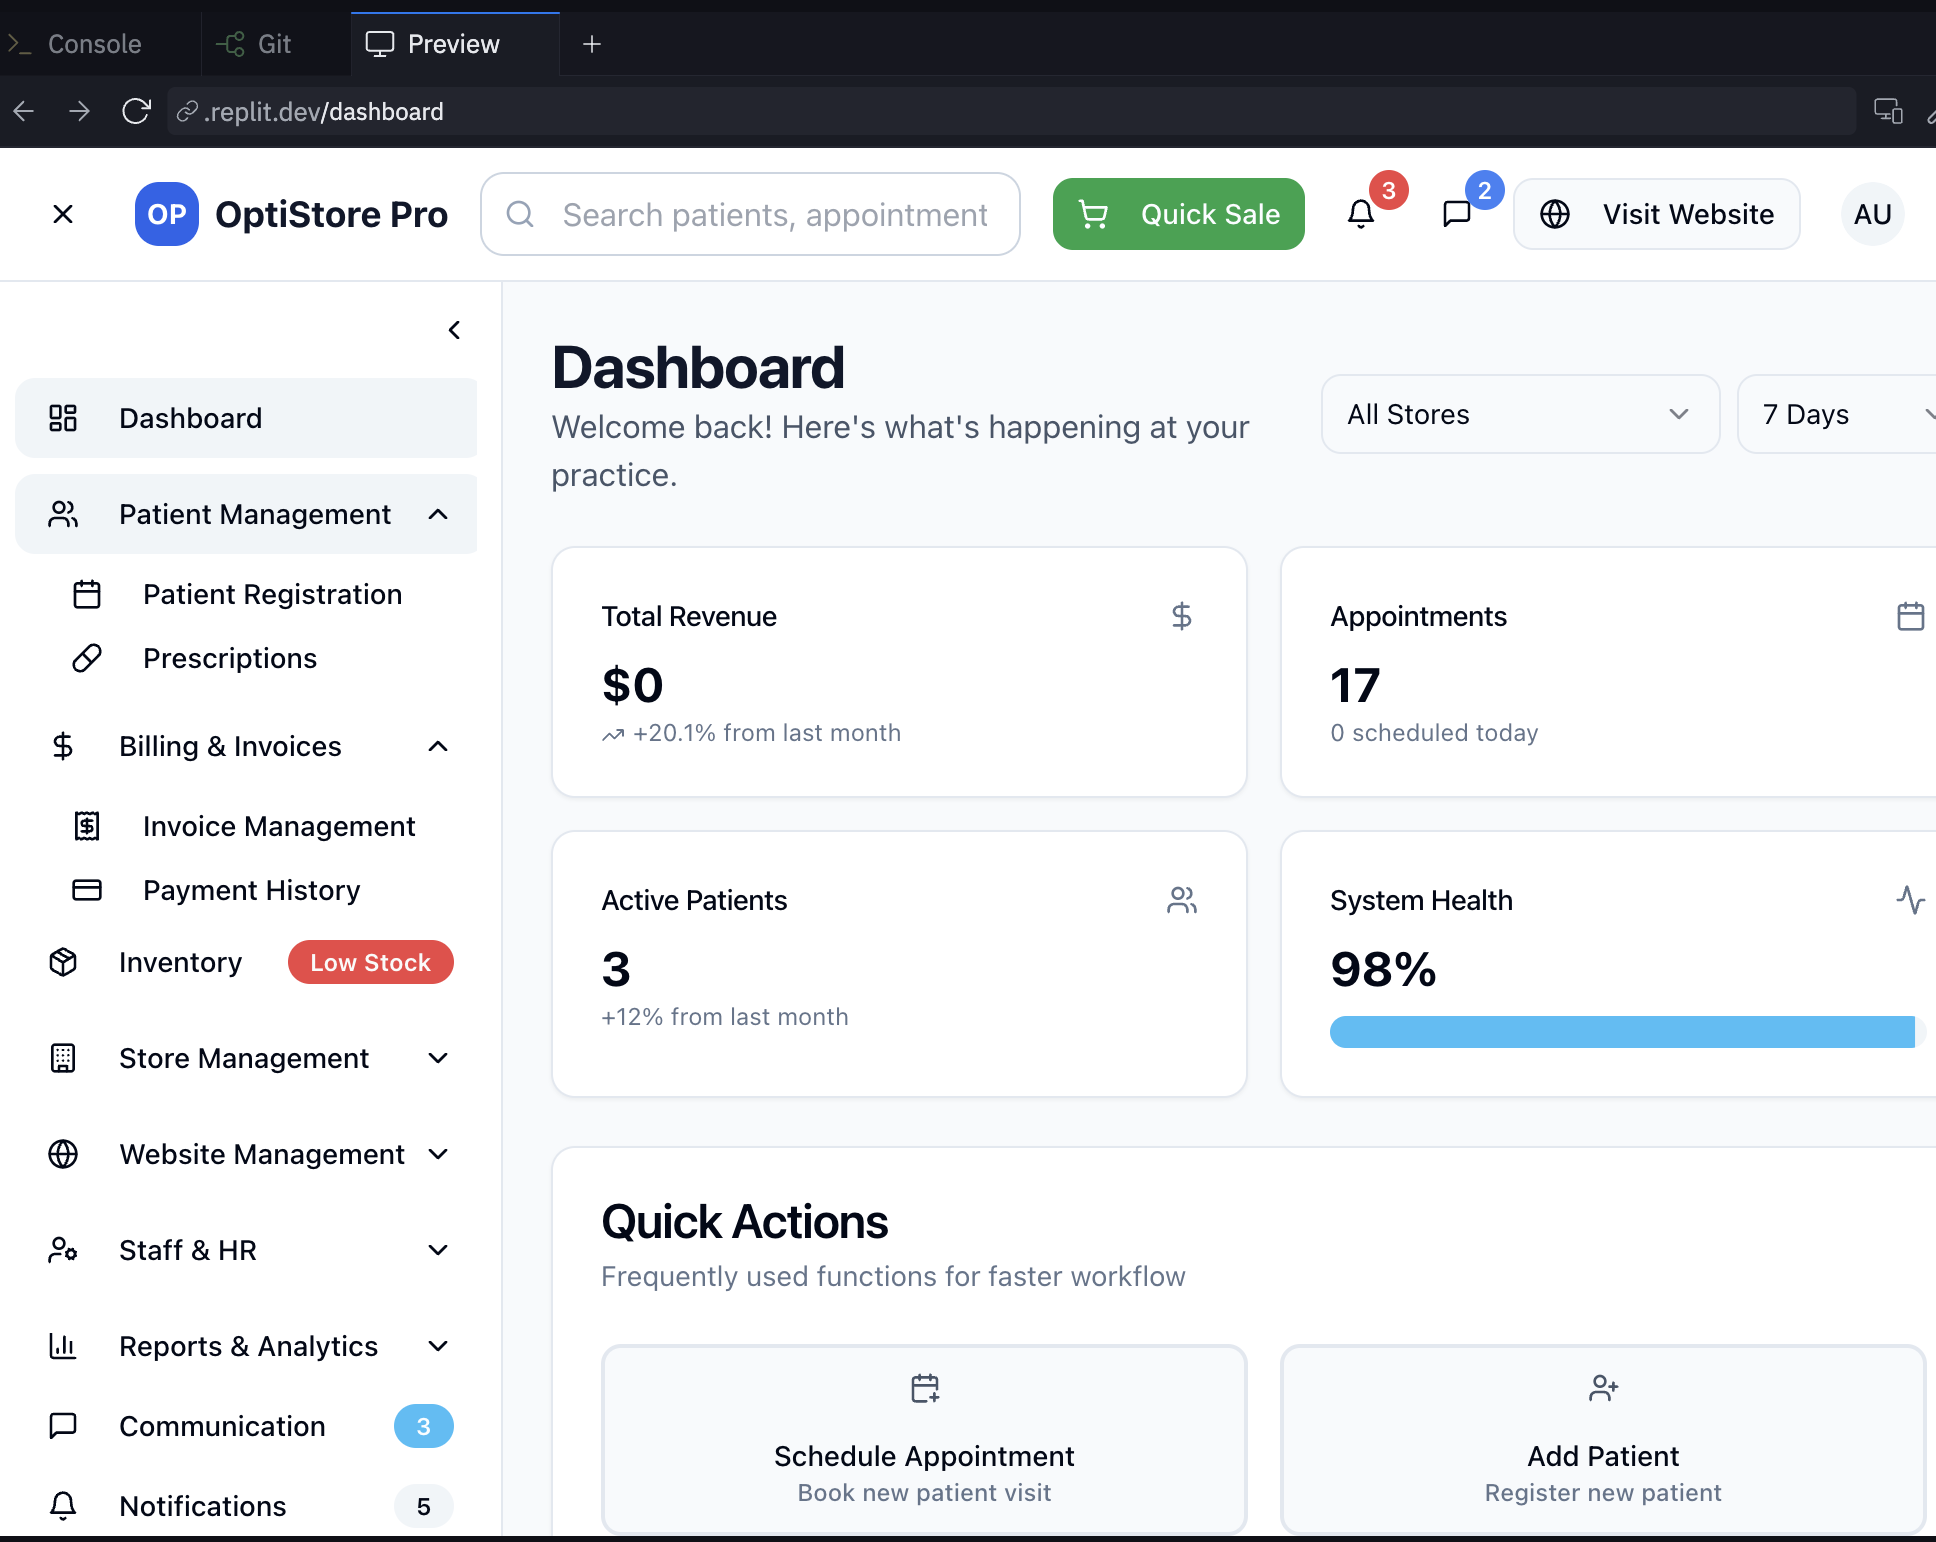 Console
Git
Preview
.replit.dev/dashboard
OP
OptiStore Pro
Search patients, appointment
Quick Sale
3
2
Visit Website
AU
Dashboard
Patient Management
Patient Registration
Prescriptions
Billing & Invoices
Invoice Management
Payment History
Inventory
Low Stock
Store Management
Website Management
Staff & HR
Reports & Analytics
Communication
3
Notifications
5
Dashboard
Welcome back! Here's what's happening at your
practice.
All Stores
7 Days
Total Revenue
$0
+20.1% from last month
Appointments
17
0 scheduled today
Active Patients
3
+12% from last month
System Health
98%
Quick Actions
Frequently used functions for faster workflow
Schedule Appointment
Book new patient visit
Add Patient
Register new patient